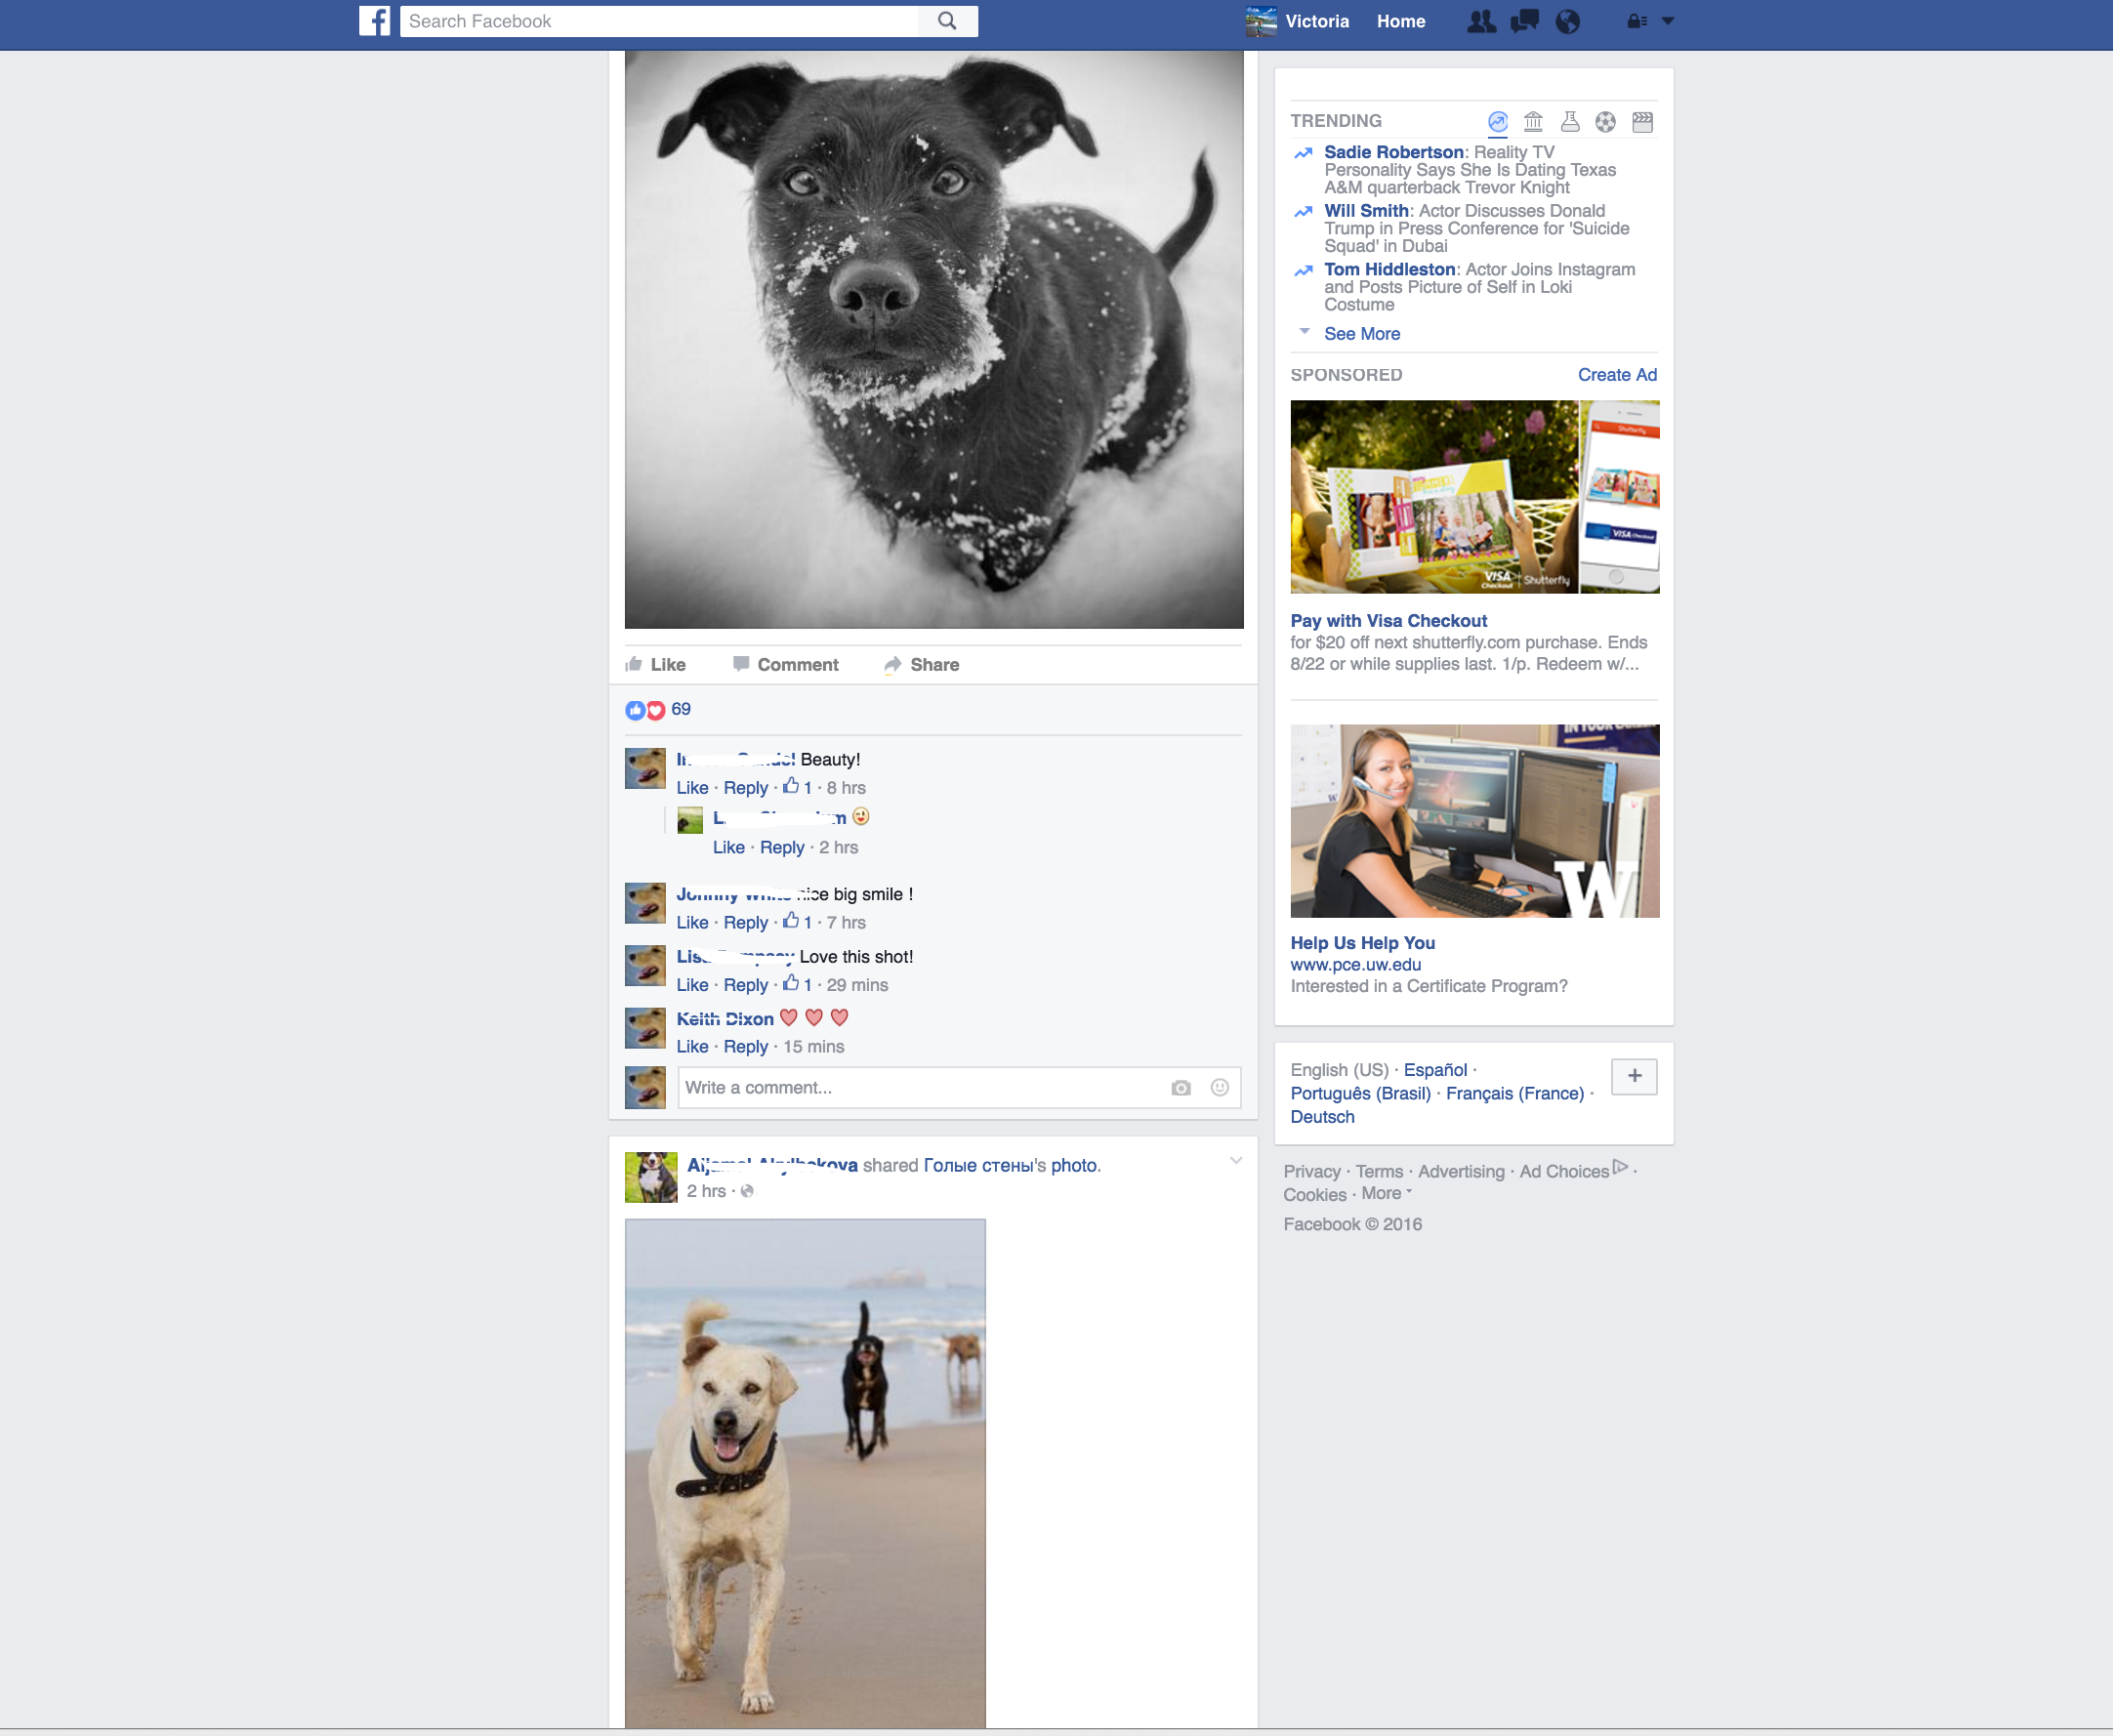 Search Facebook
Victoria Home
TRENDING
Sadie Robertson: Reality TV
Personality Says She Is Dating Texas
A&M quarterback Trevor Knight
Will Smith: Actor Discusses Donald
Trump in Press Conference for 'Suicide
Squad' in Dubai
Tom Hiddleston: Actor Joins Instagram
and Posts Picture of Self in Loki
Costume
See More
SPONSORED Create Ad
Shutterfly
VISA Checkout
VISA
Checkout Shutterfly
Pay with Visa Checkout
for $20 off next shutterfly.com purchase. Ends
8/22 or while supplies last. 1/p. Redeem w/...
W
Help Us Help You
www.pce.uw.edu
Interested in a Certificate Program?
English (US) · Español ·
Português (Brasil) · Français (France) ·
Deutsch
+
Privacy · Terms · Advertising · Ad Choices ·
Cookies · More
Facebook © 2016
Like Comment Share
69
Beauty!
Like · Reply · 1 · 8 hrs
Like · Reply · 2 hrs
nice big smile !
Like · Reply · 1 · 7 hrs
Love this shot!
Like · Reply · 1 · 29 mins
Keith Dixon
Like · Reply · 15 mins
Write a comment...
shared Голые стены's photo.
2 hrs ·